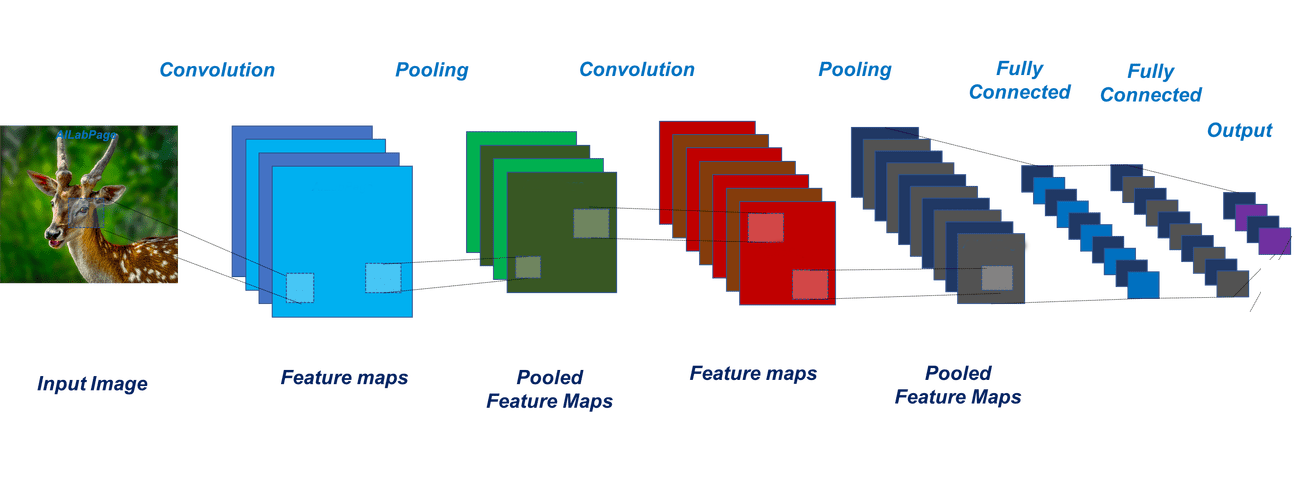 Convolution
Pooling
Convolution
Pooling
Fully
Connected
Fully
Connected
Output
AILabPage
Input Image
Feature maps
Pooled
Feature Maps
Feature maps
Pooled
Feature Maps